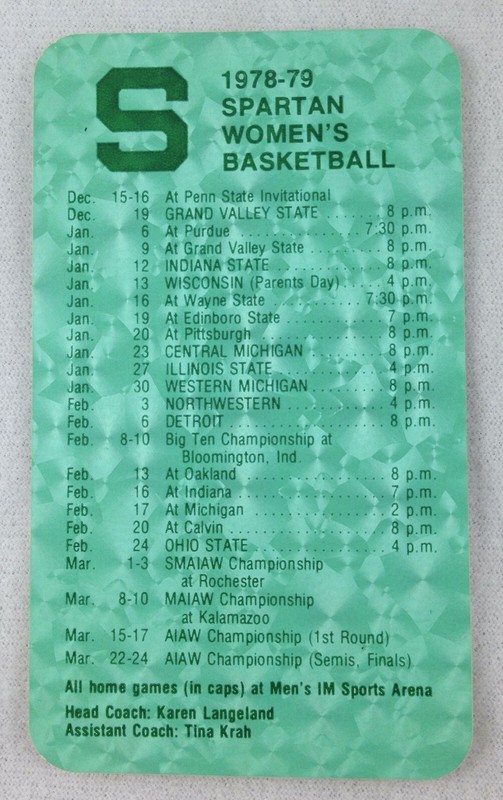 S
1978-79
SPARTAN
WOMEN'S
BASKETBALL
Dec. 15-16 At Penn State Invitational
Dec. 19 GRAND VALLEY STATE ....... 8 p.m.
Jan. 6 At Purdue ................ 7:30 p.m.
Jan. 9 At Grand Valley State ......... 8 p.m.
Jan. 12 INDIANA STATE ............. 8 p.m.
Jan. 13 WISCONSIN (Parents Day) ..... 4 p.m.
Jan. 16 At Wayne State ............ 7:30 p.m.
Jan. 19 At Edinboro State ............ 7 p.m.
Jan. 20 At Pittsburgh ................ 8 p.m.
Jan. 23 CENTRAL MICHIGAN ......... 8 p.m.
Jan. 27 ILLINOIS STATE ............. 4 p.m.
Jan. 30 WESTERN MICHIGAN ........ 8 p.m.
Feb. 3 NORTHWESTERN ............ 4 p.m.
Feb. 6 DETROIT .................... 8 p.m.
Feb. 8-10 Big Ten Championship at
Bloomington, Ind.
Feb. 13 At Oakland .................. 8 p.m.
Feb. 16 At Indiana ................... 7 p.m.
Feb. 17 At Michigan ................. 2 p.m.
Feb. 20 At Calvin .................... 8 p.m.
Feb. 24 OHIO STATE ................ 4 p.m.
Mar. 1-3 SMAIAW Championship
at Rochester
Mar. 8-10 MAIAW Championship
at Kalamazoo
Mar. 15-17 AIAW Championship (1st Round)
Mar. 22-24 AIAW Championship (Semis, Finals)
All home games (in caps) at Men's IM Sports Arena
Head Coach: Karen Langeland
Assistant Coach: Tina Krah